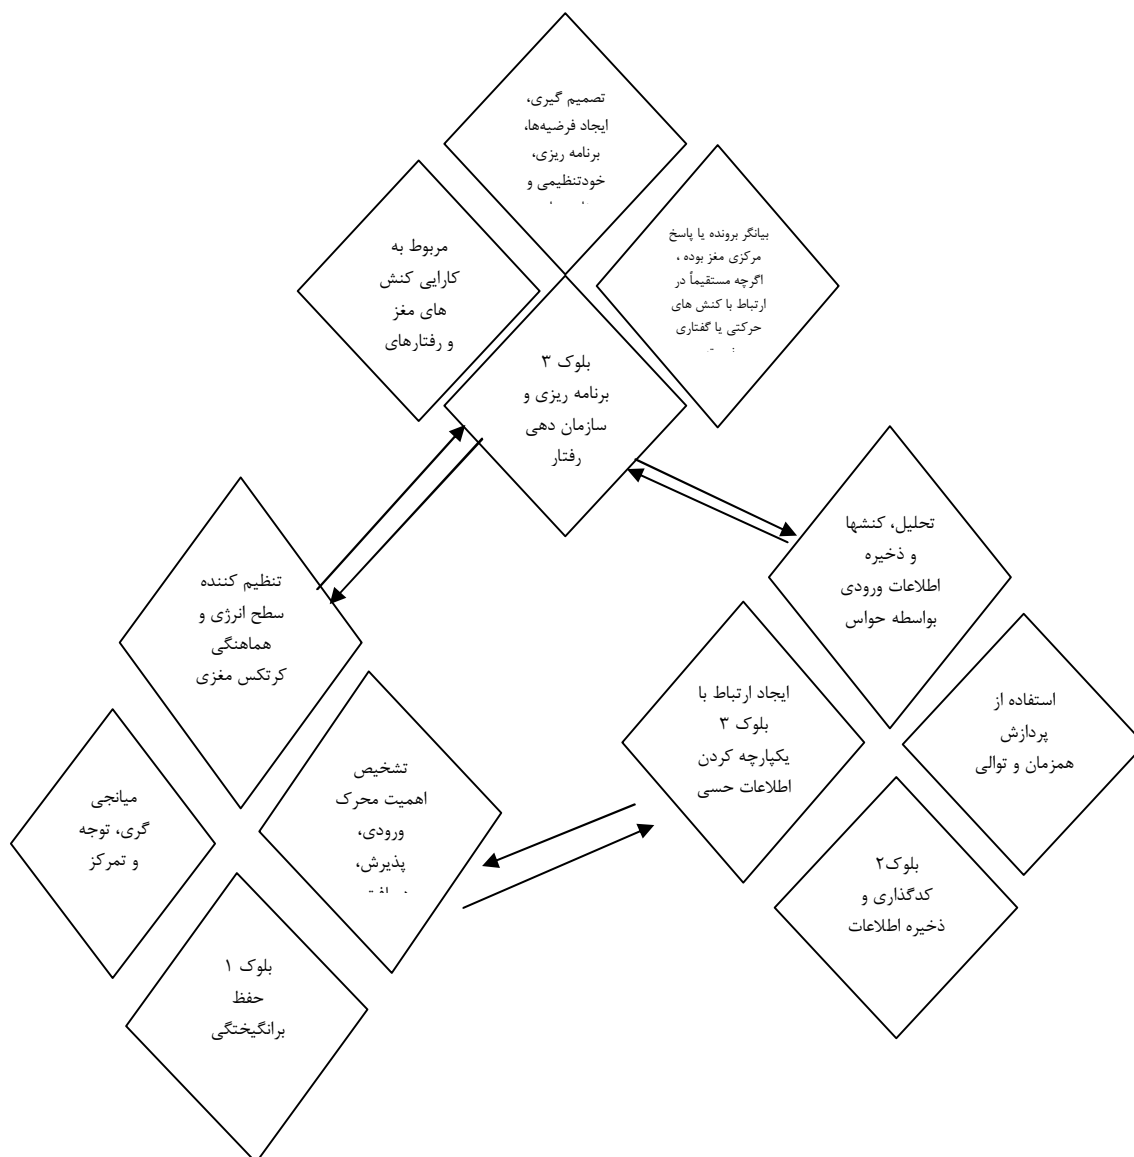 تصمیم گیری،
ایجاد فرضیه‌ها،
برنامه ریزی،
خودتنظیمی و
مربوط به
کارایی کنش
های مغز
و رفتارهای
بیانگر برونده یا پاسخ
مرکزی مغز بوده ،
اگرچه مستقیماً در
ارتباط با کنش های
حرکتی یا گفتاری
بلوک ۳
برنامه ریزی و
سازمان دهی
رفتار
تحلیل، کنشها
و ذخیره
اطلاعات ورودی
بواسطه حواس
ایجاد ارتباط با
بلوک ۳
یکپارچه کردن
اطلاعات حسی
استفاده از
پردازش
همزمان و توالی
بلوک۲
کدگذاری و
ذخیره اطلاعات
تنظیم کننده
سطح انرژی و
هماهنگی
کرتکس مغزی
میانجی
گری، توجه
و تمرکز
تشخیص
اهمیت محرک
ورودی،
پذیرش،
بلوک ۱
حفظ
برانگیختگی